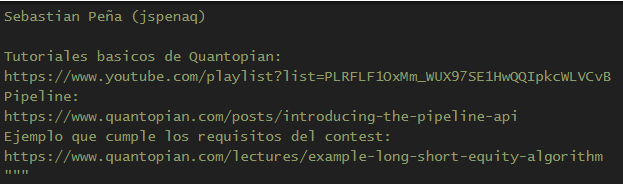 Sebastian Peña (jspenaq)
Tutoriales basicos de Quantopian:
https://www.youtube.com/playlist?list=PLRFLF1OxMm_WUX97SE1HwQQIpkcWLVCvB
Pipeline:
https://www.quantopian.com/posts/introducing-the-pipeline-api
Ejemplo que cumple los requisitos del contest:
https://www.quantopian.com/lectures/example-long-short-equity-algorithm
"""